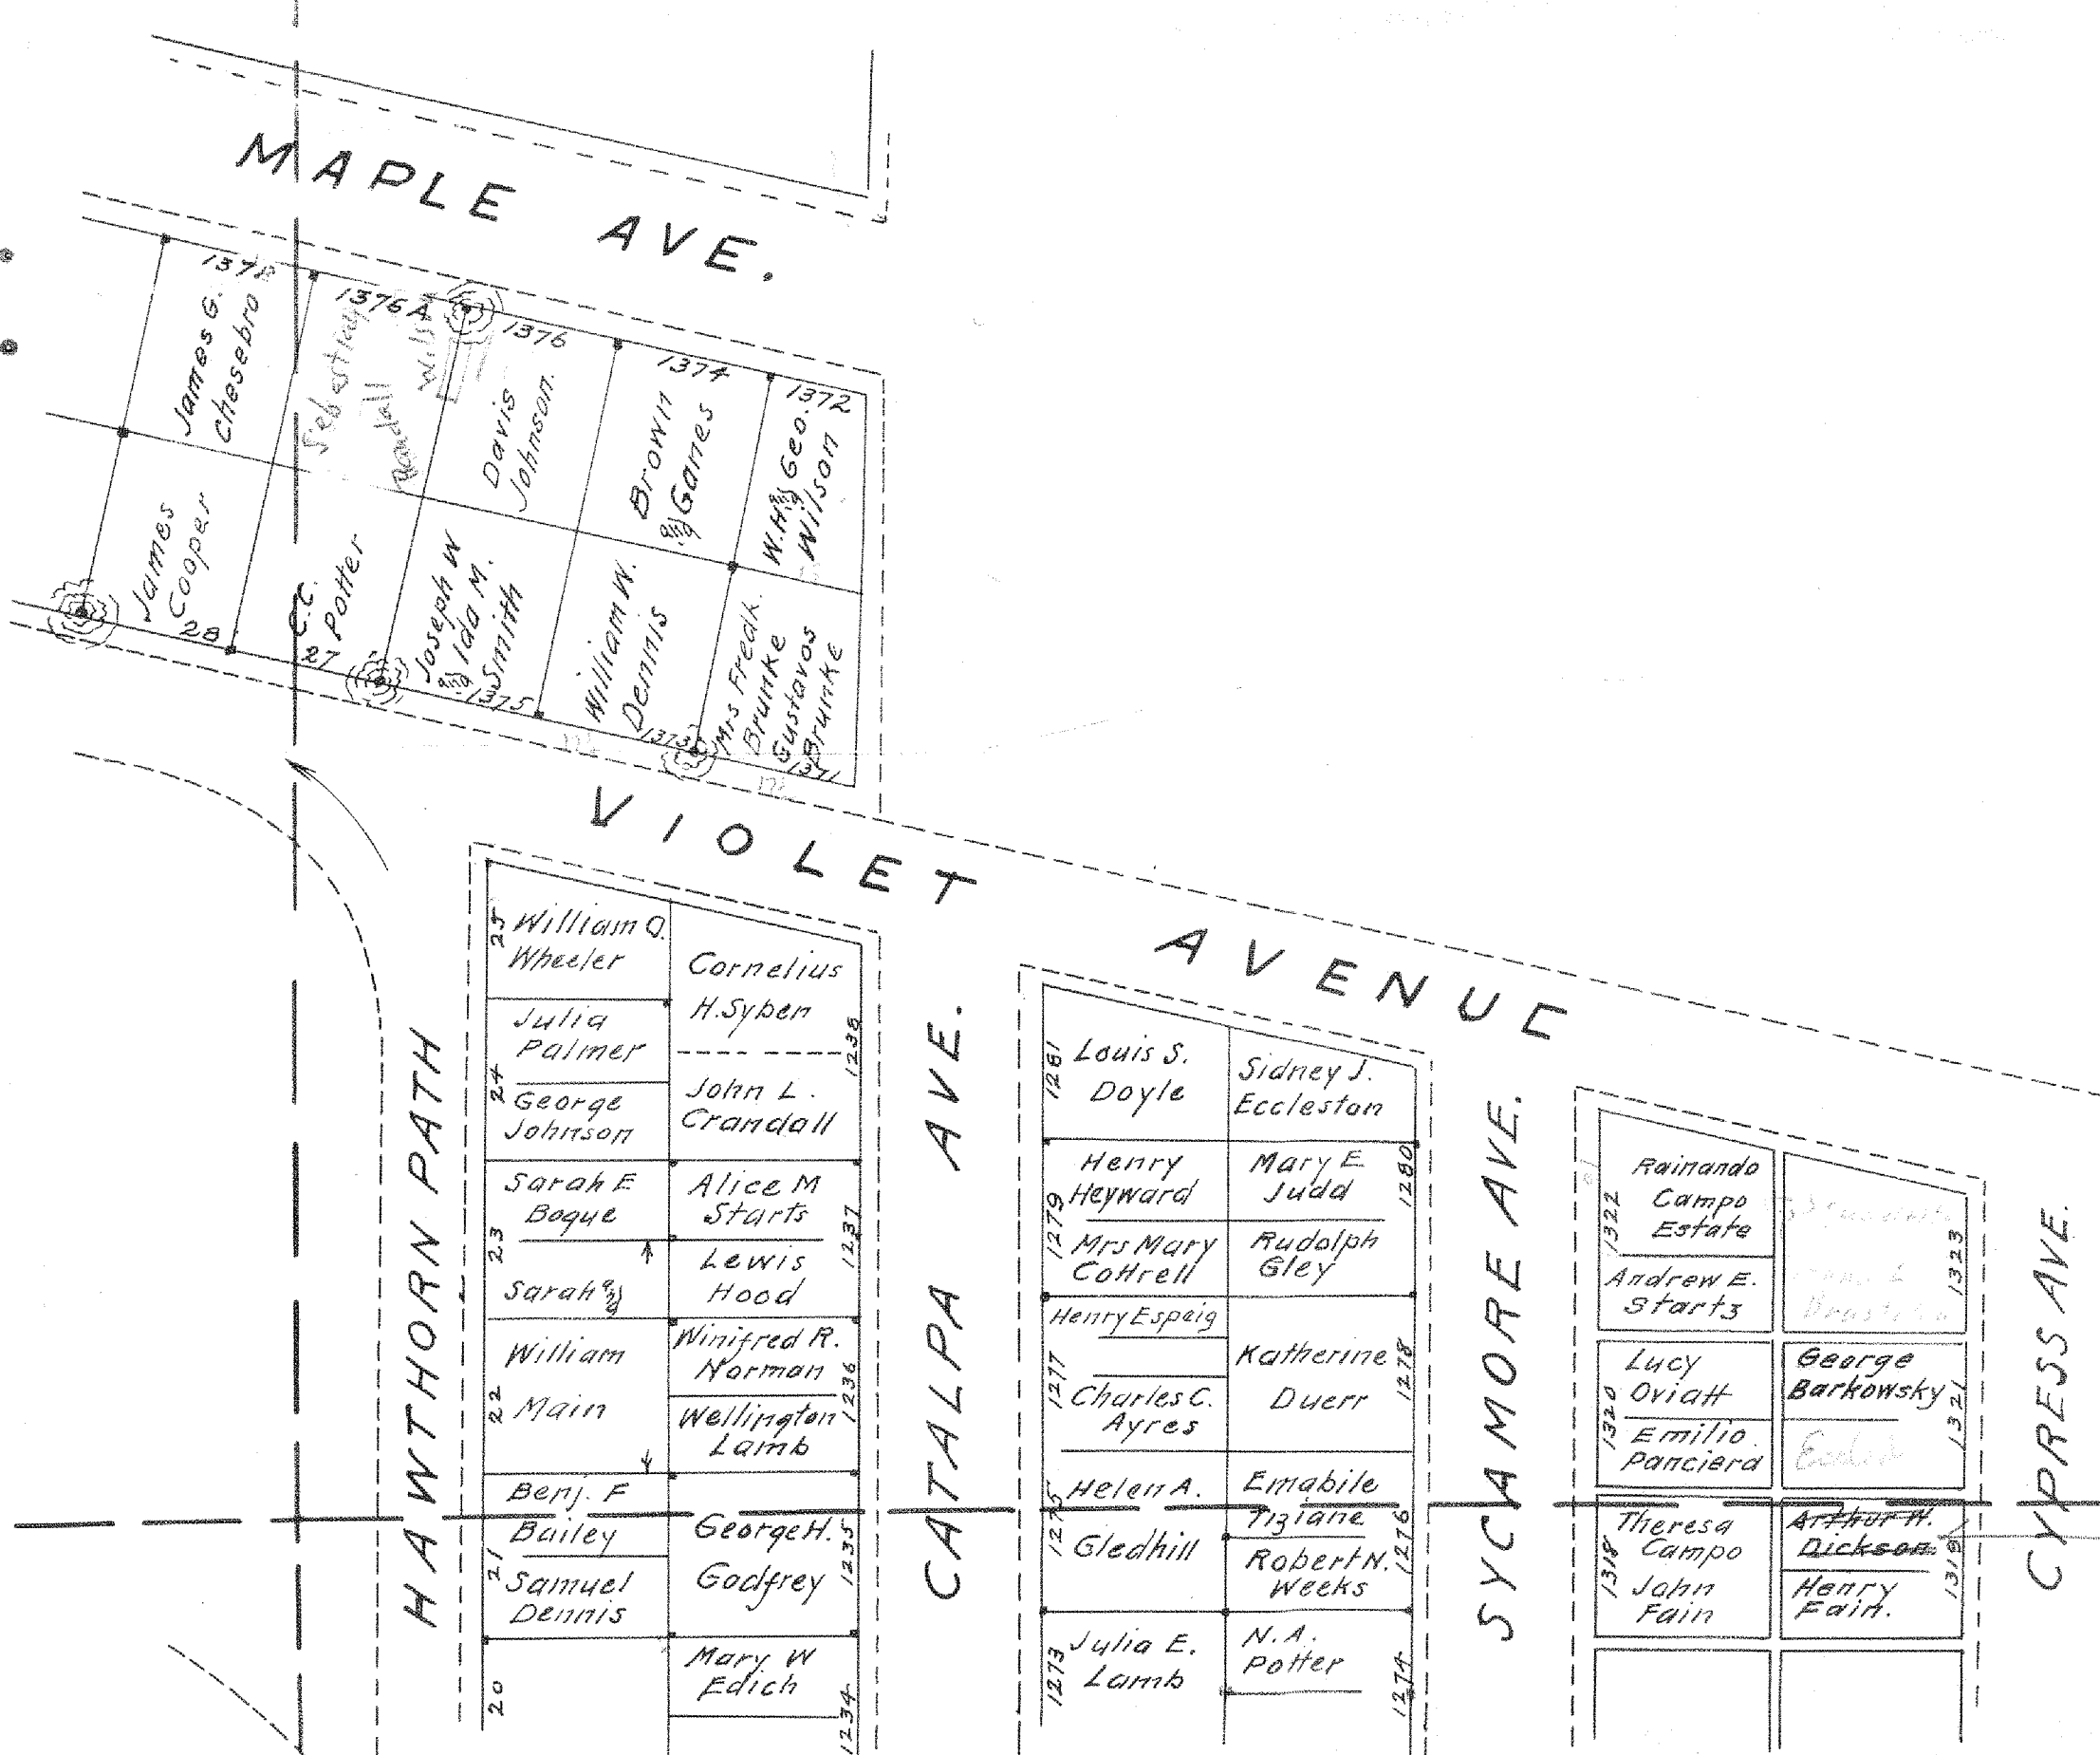 MAPLE AVE.
1378
James G.
Chesebro
1376A
1376
Davis
Johnson.
1374
Brown
and Ganes
1372
W.H. and Geo.
Wilson
James
Cooper
28
C.C.
Potter
27
Joseph W
and Ida M.
Smith
1375
William W.
Dennis
1373
Mrs Fredk.
Brunke
Gustavos
Brunke
1371
VIOLET AVENUE
HAWTHORN PATH
25
William O.
Wheeler
Julia
Palmer
24
George
Johnson
Sarah E
Bogue
23
Sarah and
William
22
Main
Benj. F
Bailey
21
Samuel
Dennis
20
Cornelius
H. Syben
1238
John L.
Crandall
Alice M
Starts
1237
Lewis
Hood
Winifred R.
Norman
1236
Wellington
Lamb
George H.
1235
Godfrey
Mary W
Edich
1234
CATALPA AVE.
1281
Louis S.
Doyle
Henry
Heyward
1279
Mrs Mary
Cottrell
Henry Espeig
1277
Charles C.
Ayres
Helen A.
1275
Gledhill
1273
Julia E.
Lamb
Sidney J.
Eccleston
Mary E
Judd
1280
Rudolph
Gley
Katherine
1278
Duerr
Emabile
Tiziane
1276
Robert N.
Weeks
N.A.
Potter
1274
SYCAMORE AVE.
1322
Rainando
Campo
Estate
Andrew E.
Starts
Lucy
Oviatt
1320
Emilio
Panciera
Theresa
Campo
1318
John
Fain
1323
George
Barkowsky
1321
Arthur W.
Dickson
1319
Henry
Fain.
CYPRESS AVE.